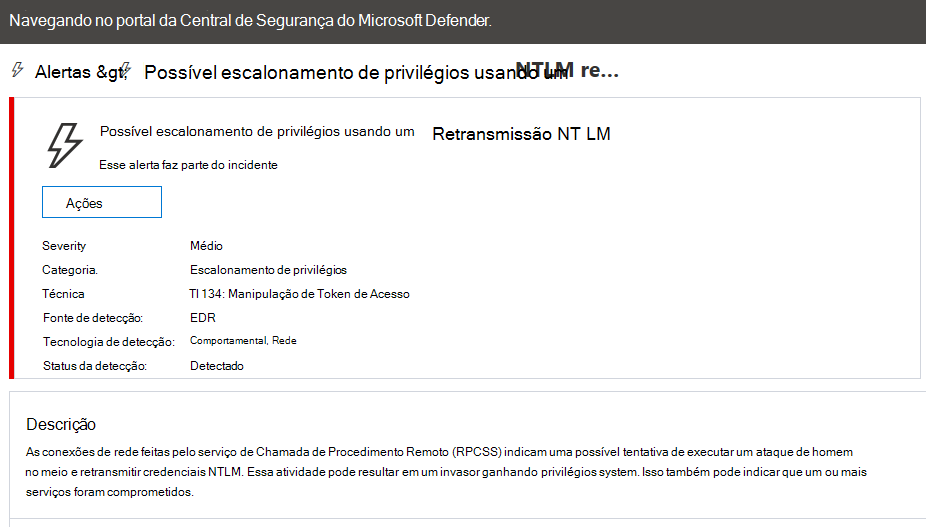 Navegando no portal da Central de Segurança do Microsoft Defender.
Alertas &gt; Possível escalonamento de privilégios usando um NTLM re...
Possível escalonamento de privilégios usando um Retransmissão NT LM
Esse alerta faz parte do incidente
Ações
Severity Médio
Categoria. Escalonamento de privilégios
Técnica TI 134: Manipulação de Token de Acesso
Fonte de detecção: EDR
Tecnologia de detecção: Comportamental, Rede
Status da detecção: Detectado
Descrição
As conexões de rede feitas pelo serviço de Chamada de Procedimento Remoto (RPCSS) indicam uma possível tentativa de executar um ataque de homem
no meio e retransmitir credenciais NTLM. Essa atividade pode resultar em um invasor ganhando privilégios system. Isso também pode indicar que um ou mais
serviços foram comprometidos.